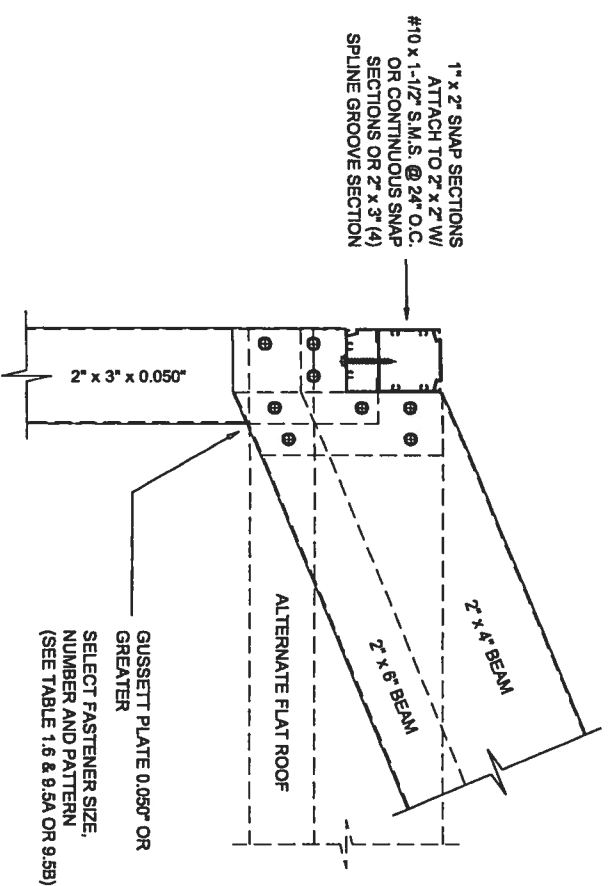 1" x 2" SNAP SECTIONS
ATTACH TO 2" x 2" W/
#10 x 1-1/2" S.M.S. @ 24" O.C.
OR CONTINUOUS SNAP
SECTIONS OR 2" x 3" (4)
SPLINE GROOVE SECTION
2" x 4" BEAM
2" x 6" BEAM
2" x 3" x 0.050"
ALTERNATE FLAT ROOF
GUSSETT PLATE 0.050" OR
GREATER
SELECT FASTENER SIZE,
NUMBER AND PATTERN
(SEE TABLE 1.6 & 9.5A OR 9.5B)